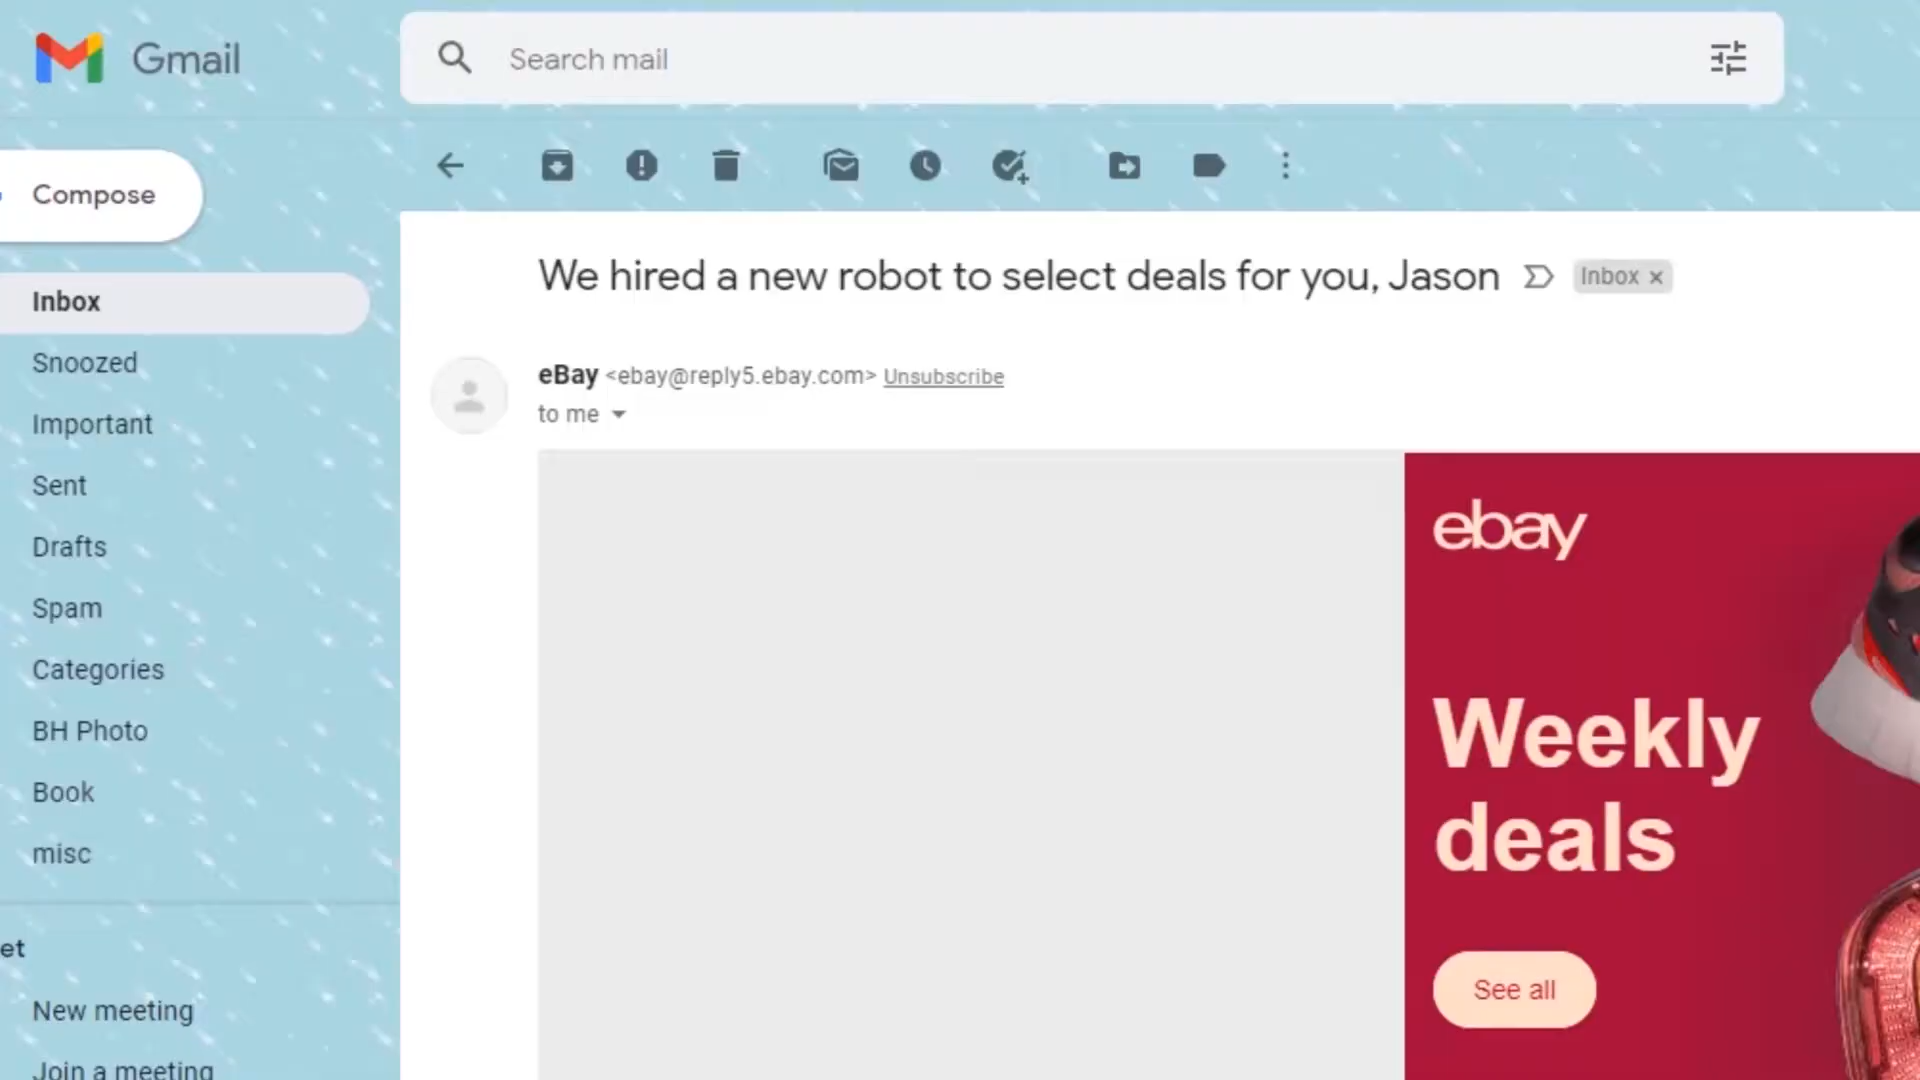 Gmail
Search mail
Compose
Inbox
Snoozed
Important
Sent
Drafts
Spam
Categories
BH Photo
Book
misc
et
New meeting
Join a meeting
We hired a new robot to select deals for you, Jason
Inbox ×
eBay <ebay@reply5.ebay.com> Unsubscribe
to me
ebay
Weekly
deals
See all